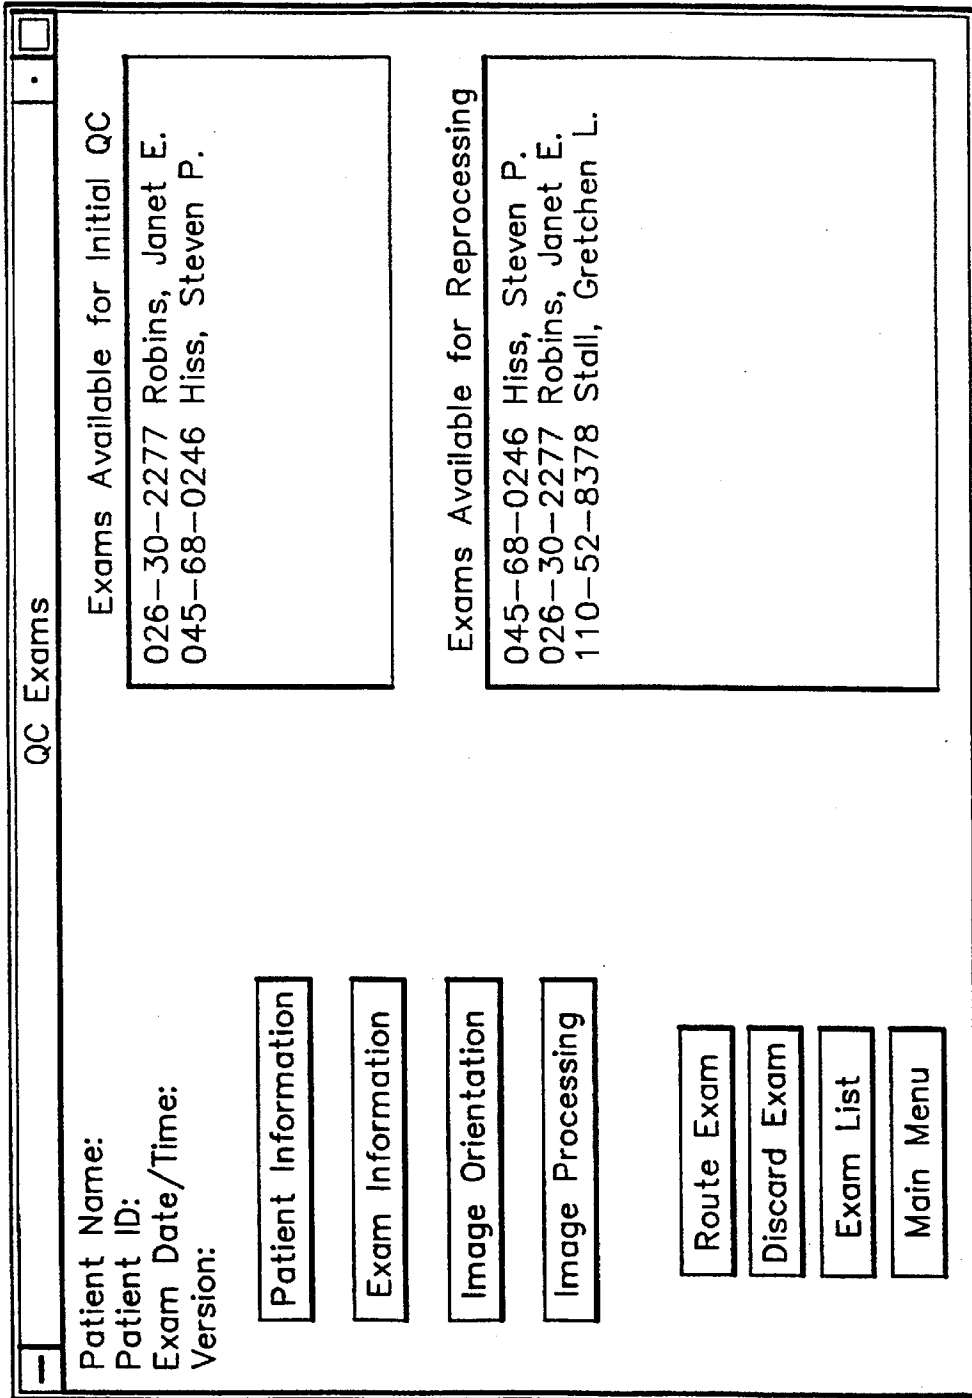 QC Exams
Patient Name:
Patient ID:
Exam Date/Time:
Version:
Patient Information
Exam Information
Image Orientation
Image Processing
Route Exam
Discard Exam
Exam List
Main Menu
Exams Available for Initial QC
026-30-2277 Robins, Janet E.
045-68-0246 Hiss, Steven P.
Exams Available for Reprocessing
045-68-0246 Hiss, Steven P.
026-30-2277 Robins, Janet E.
110-52-8378 Stall, Gretchen L.